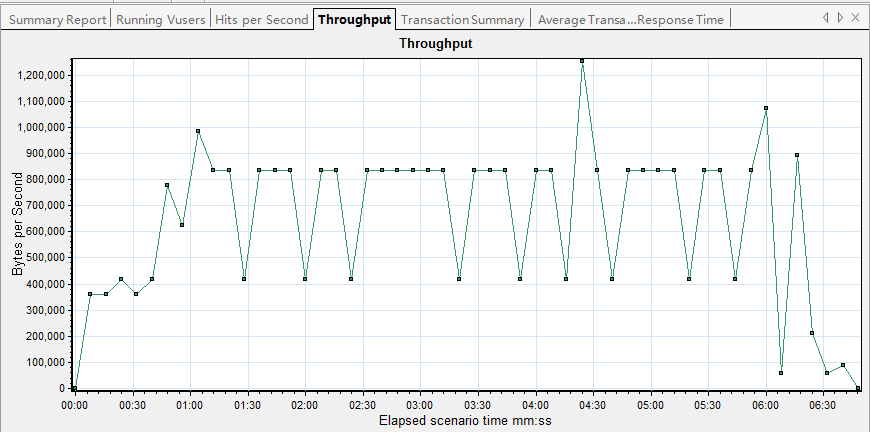 Summary Report Running Vusers Hits per Second Throughput Transaction Summary Average Transa...Response Time
Throughput
Bytes per Second
1,200,000
1,100,000
1,000,000
900,000
800,000
700,000
600,000
500,000
400,000
300,000
200,000
100,000
0
00:00 00:30 01:00 01:30 02:00 02:30 03:00 03:30 04:00 04:30 05:00 05:30 06:00 06:30
Elapsed scenario time mm:ss